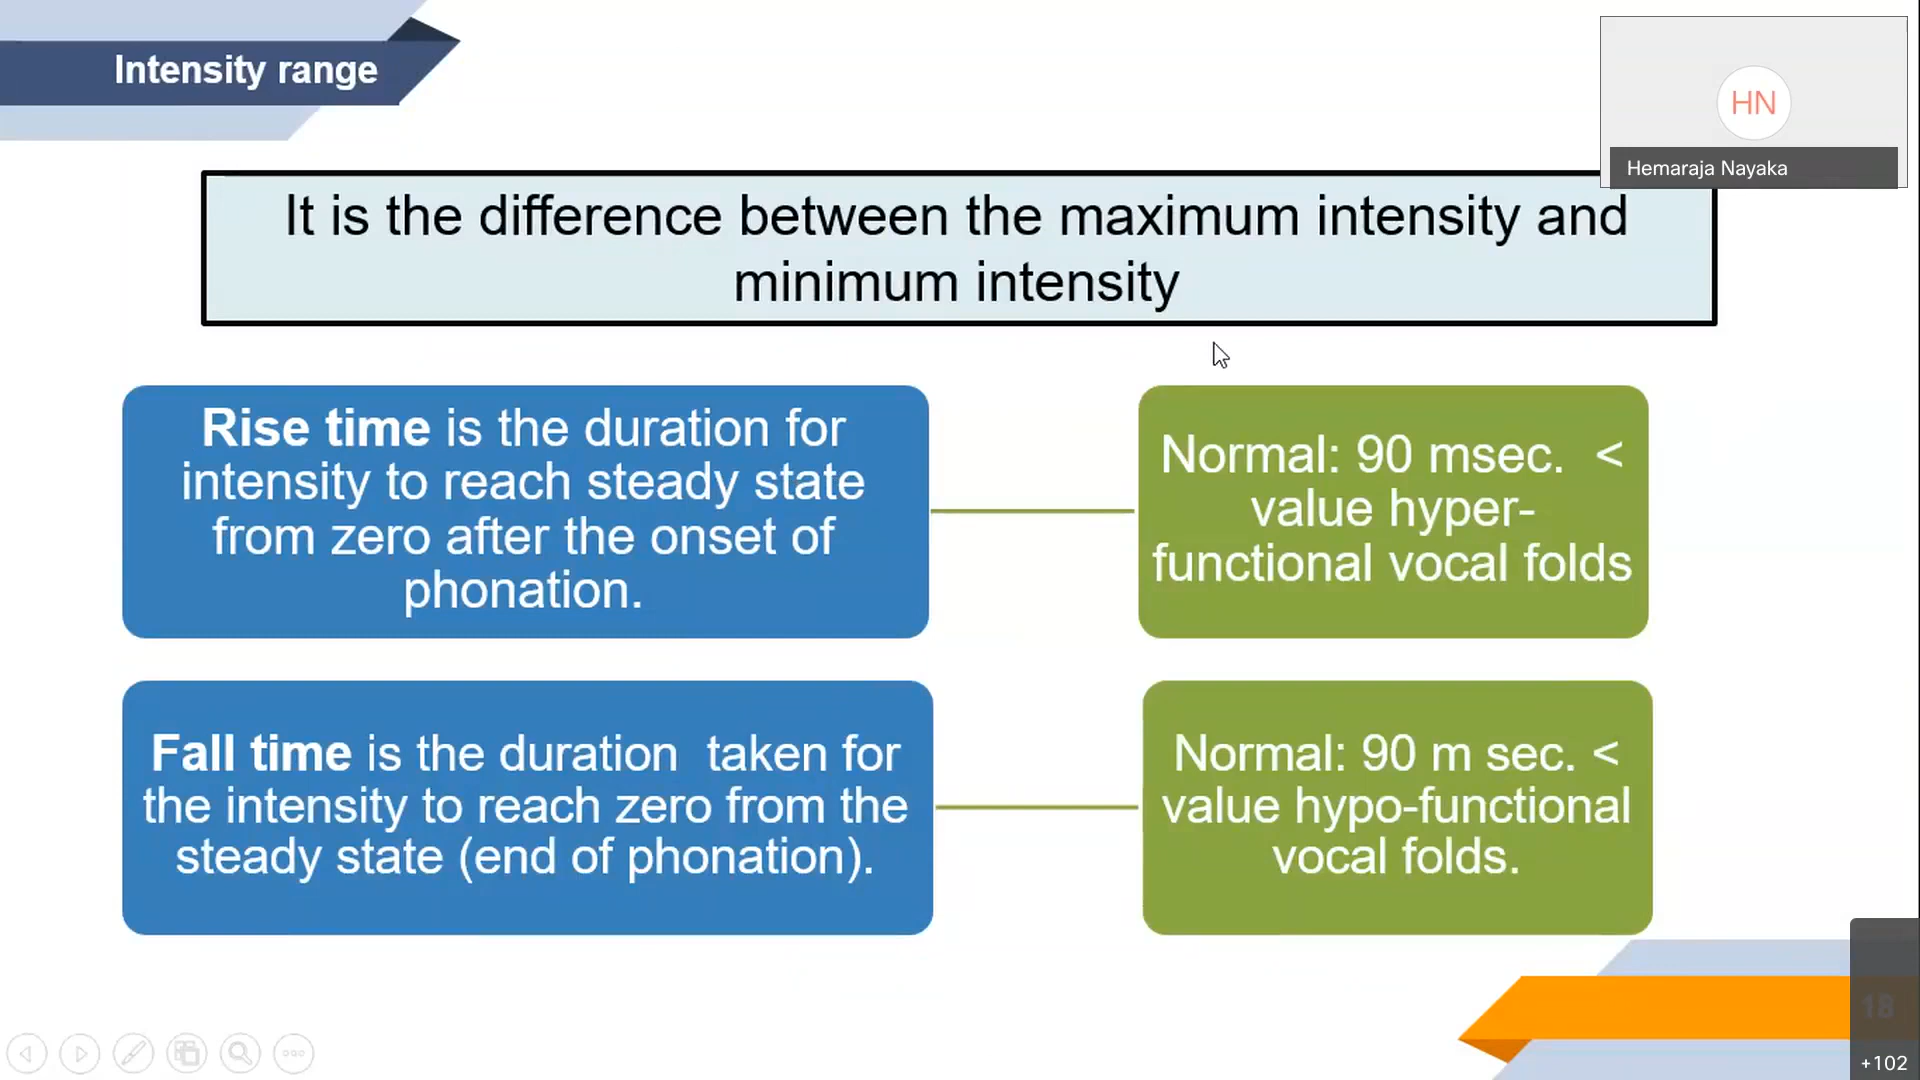 Intensity range
HN
Hemaraja Nayaka
It is the difference between the maximum intensity and
minimum intensity
Rise time is the duration for
intensity to reach steady state
from zero after the onset of
phonation.
Normal: 90 msec. <
value hyper-
functional vocal folds
Fall time is the duration taken for
the intensity to reach zero from the
steady state (end of phonation).
Normal: 90 m sec. <
value hypo-functional
vocal folds.
18
+102